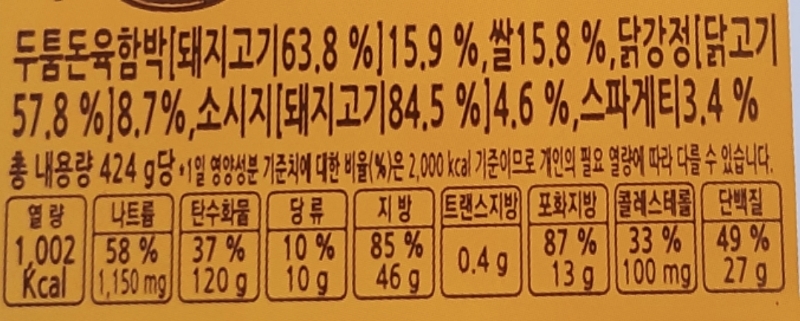 두툼돈육함박[돼지고기63.8 %]15.9 %,쌀15.8 %,닭강정[닭고기
57.8 %]8.7%,소시지[돼지고기84.5 %]4.6 %,스파게티3.4 %
총 내용량 424 g당 *1일 영양성분 기준치에 대한 비율(%)은 2,000 kcal 기준이므로 개인의 필요 열량에 따라 다를 수 있습니다.
열량 나트륨 탄수화물 당류 지방 트랜스지방 포화지방 콜레스테롤 단백질
1,002 58 % 37 % 10 % 85 % 0.4 g 87 % 33 % 49 %
Kcal 1,150 mg 120 g 10 g 46 g 13 g 100 mg 27 g